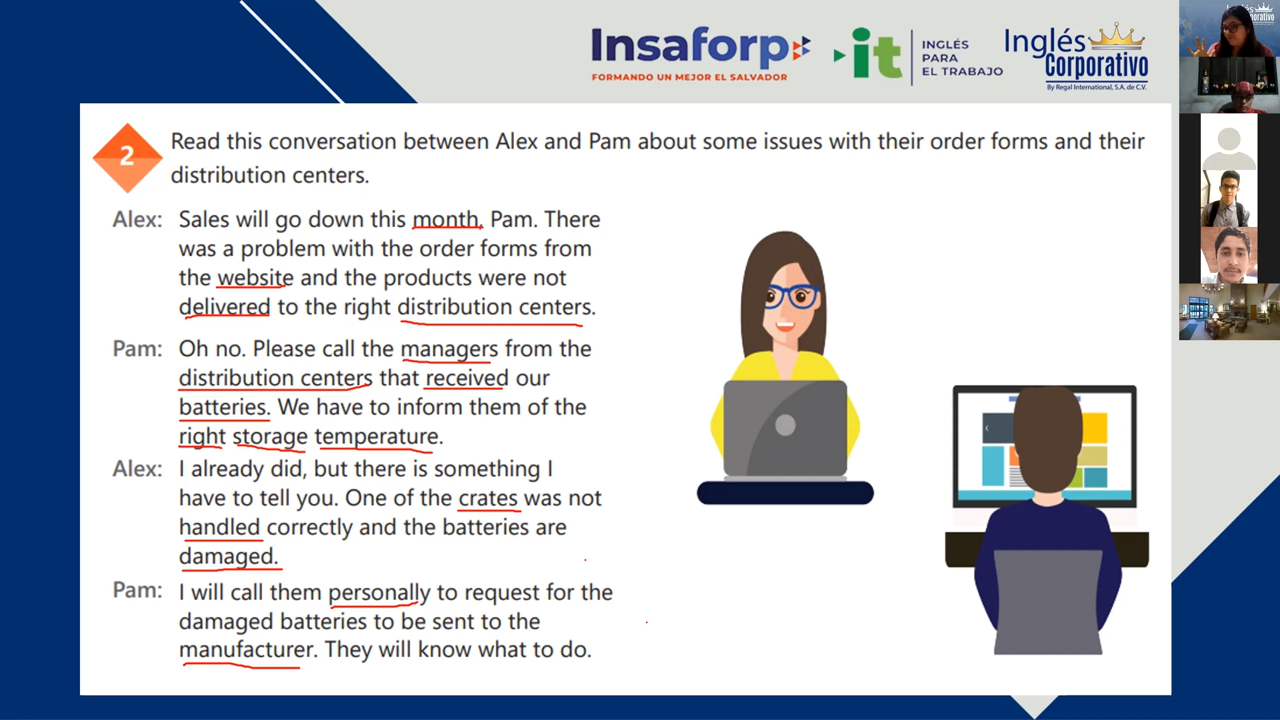 Insaforp
FORMANDO UN MEJOR EL SALVADOR
it
INGLÉS
PARA
EL TRABAJO
Inglés
Corporativo
By Regal International, S.A. de C.V.
2
Read this conversation between Alex and Pam about some issues with their order forms and their
distribution centers.
Alex: Sales will go down this month, Pam. There
was a problem with the order forms from
the website and the products were not
delivered to the right distribution centers.
Pam: Oh no. Please call the managers from the
distribution centers that received our
batteries. We have to inform them of the
right storage temperature.
Alex: I already did, but there is something I
have to tell you. One of the crates was not
handled correctly and the batteries are
damaged.
Pam: I will call them personally to request for the
damaged batteries to be sent to the
manufacturer. They will know what to do.